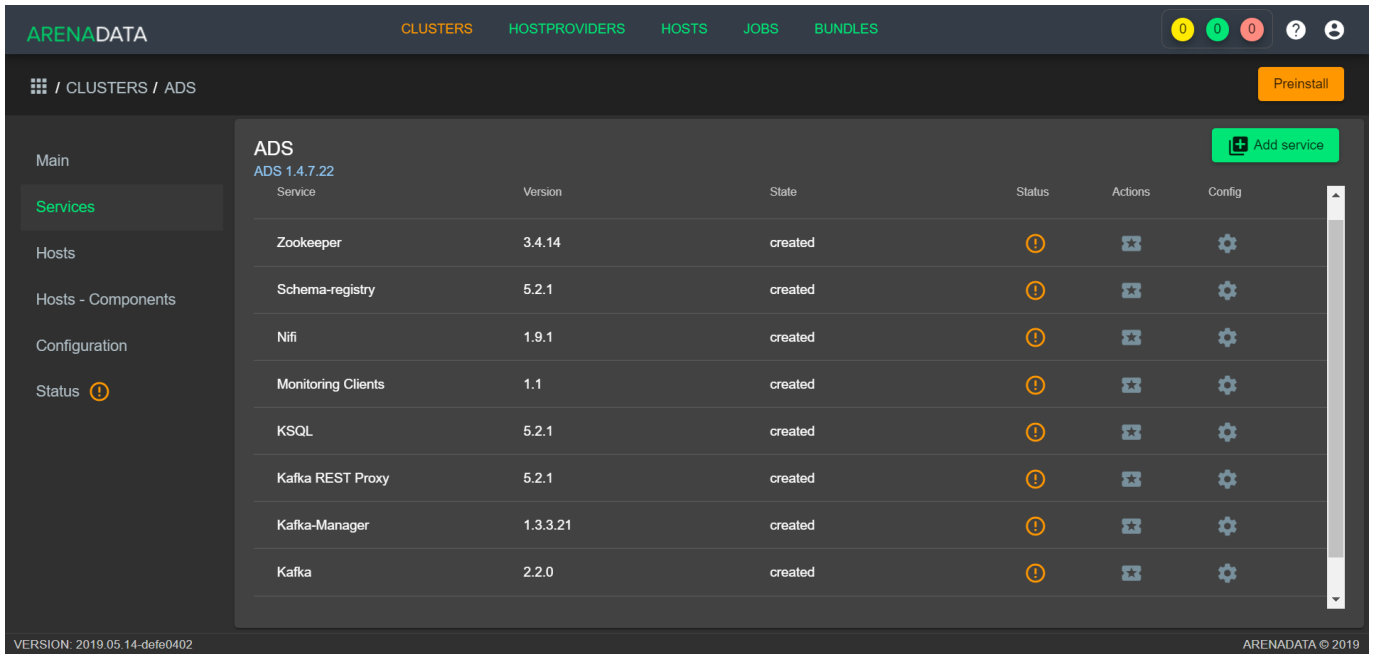 ARENADATA CLUSTERS HOSTPROVIDERS HOSTS JOBS BUNDLES 0 0 0 ?
/ CLUSTERS / ADS Preinstall
Main
Services
Hosts
Hosts - Components
Configuration
Status !
ADS Add service
ADS 1.4.7.22
Service Version State Status Actions Config
Zookeeper 3.4.14 created !
Schema-registry 5.2.1 created !
Nifi 1.9.1 created !
Monitoring Clients 1.1 created !
KSQL 5.2.1 created !
Kafka REST Proxy 5.2.1 created !
Kafka-Manager 1.3.3.21 created !
Kafka 2.2.0 created !
VERSION: 2019.05.14-defe0402 ARENADATA © 2019